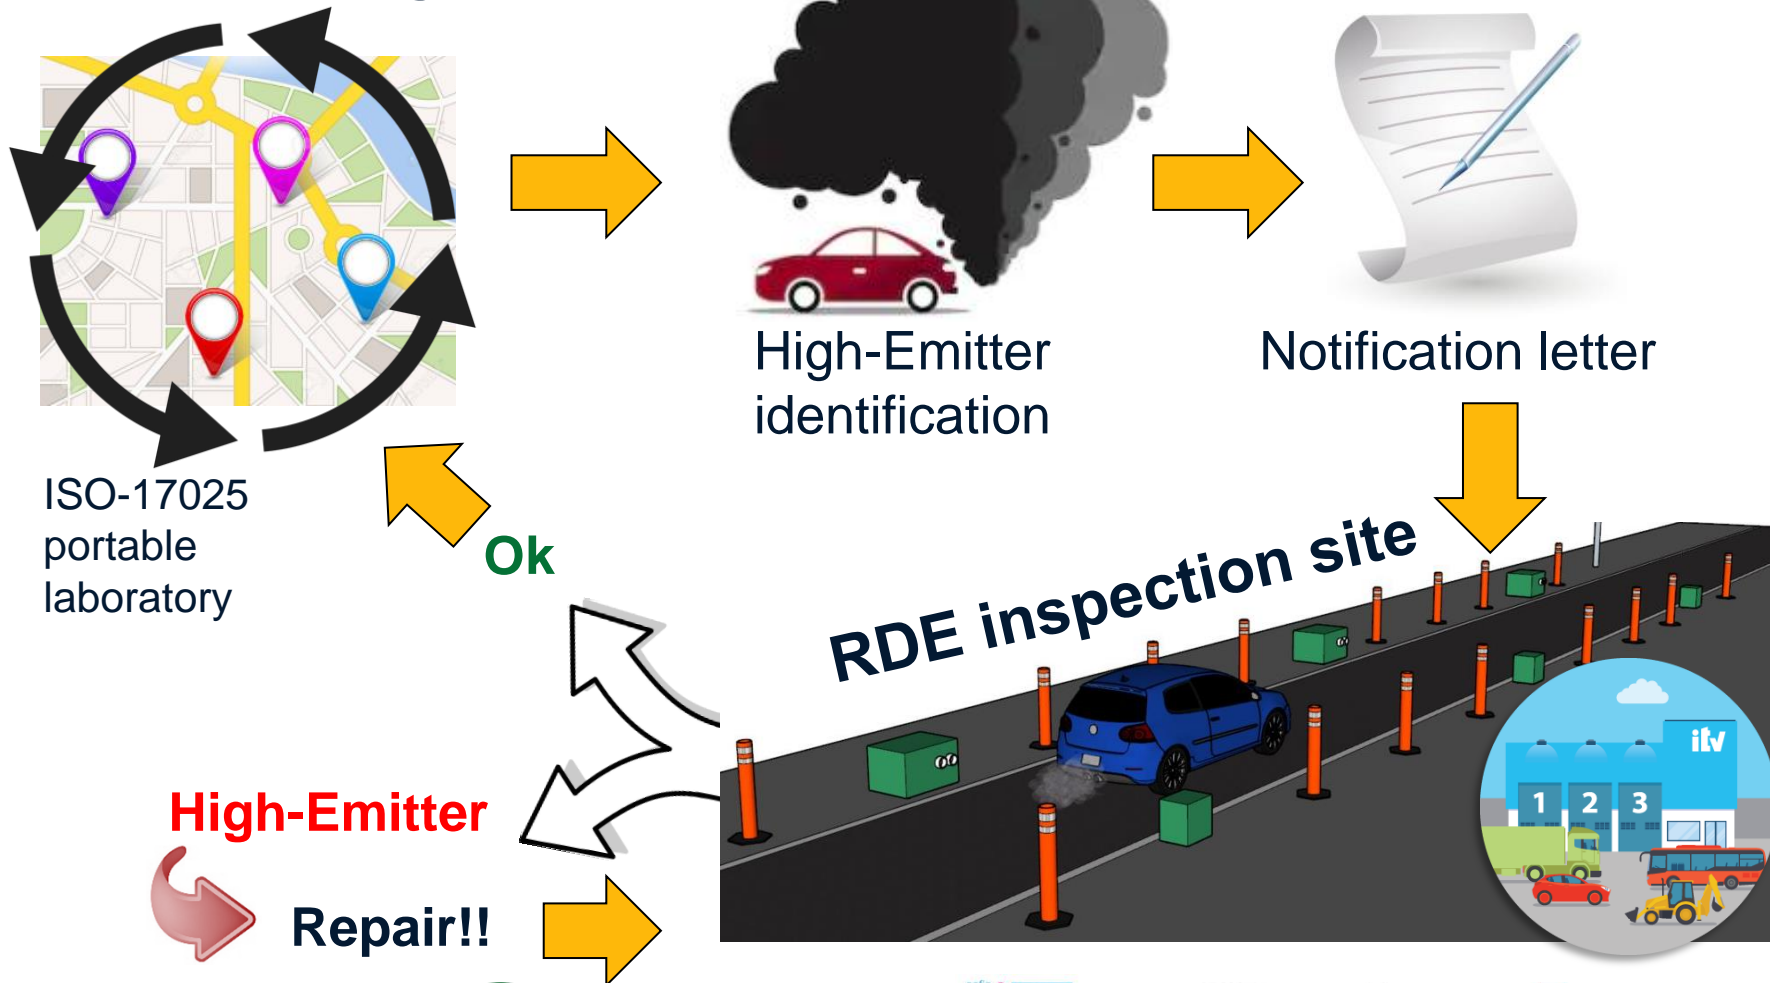 High-Emitter
identification
Notification letter
ISO-17025
portable
laboratory
Ok
RDE inspection site
itv
1 2 3
High-Emitter
Repair!!